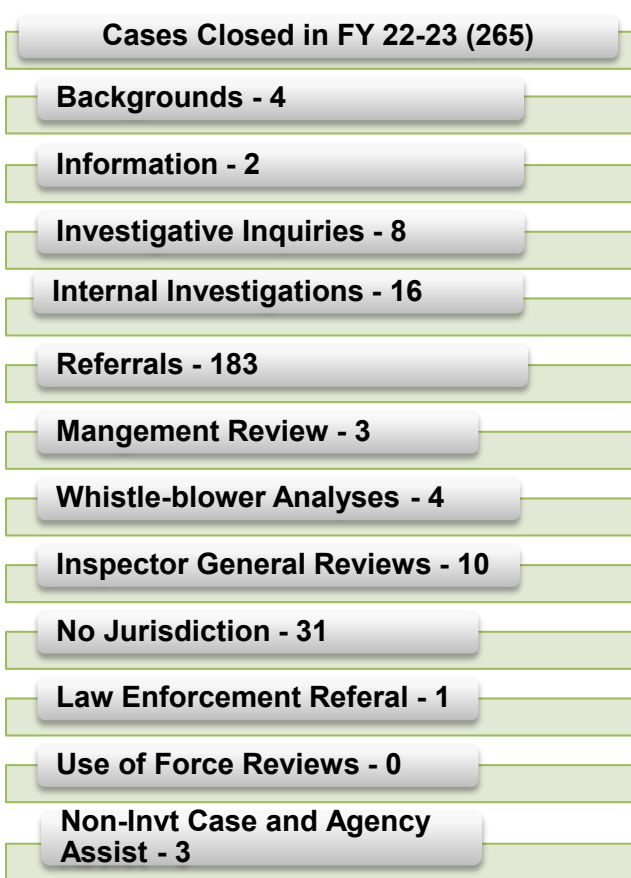 Cases Closed in FY 22-23 (265)
Backgrounds - 4
Information - 2
Investigative Inquiries - 8
Internal Investigations - 16
Referrals - 183
Mangement Review - 3
Whistle-blower Analyses - 4
Inspector General Reviews - 10
No Jurisdiction - 31
Law Enforcement Referal - 1
Use of Force Reviews - 0
Non-Invt Case and Agency
Assist - 3